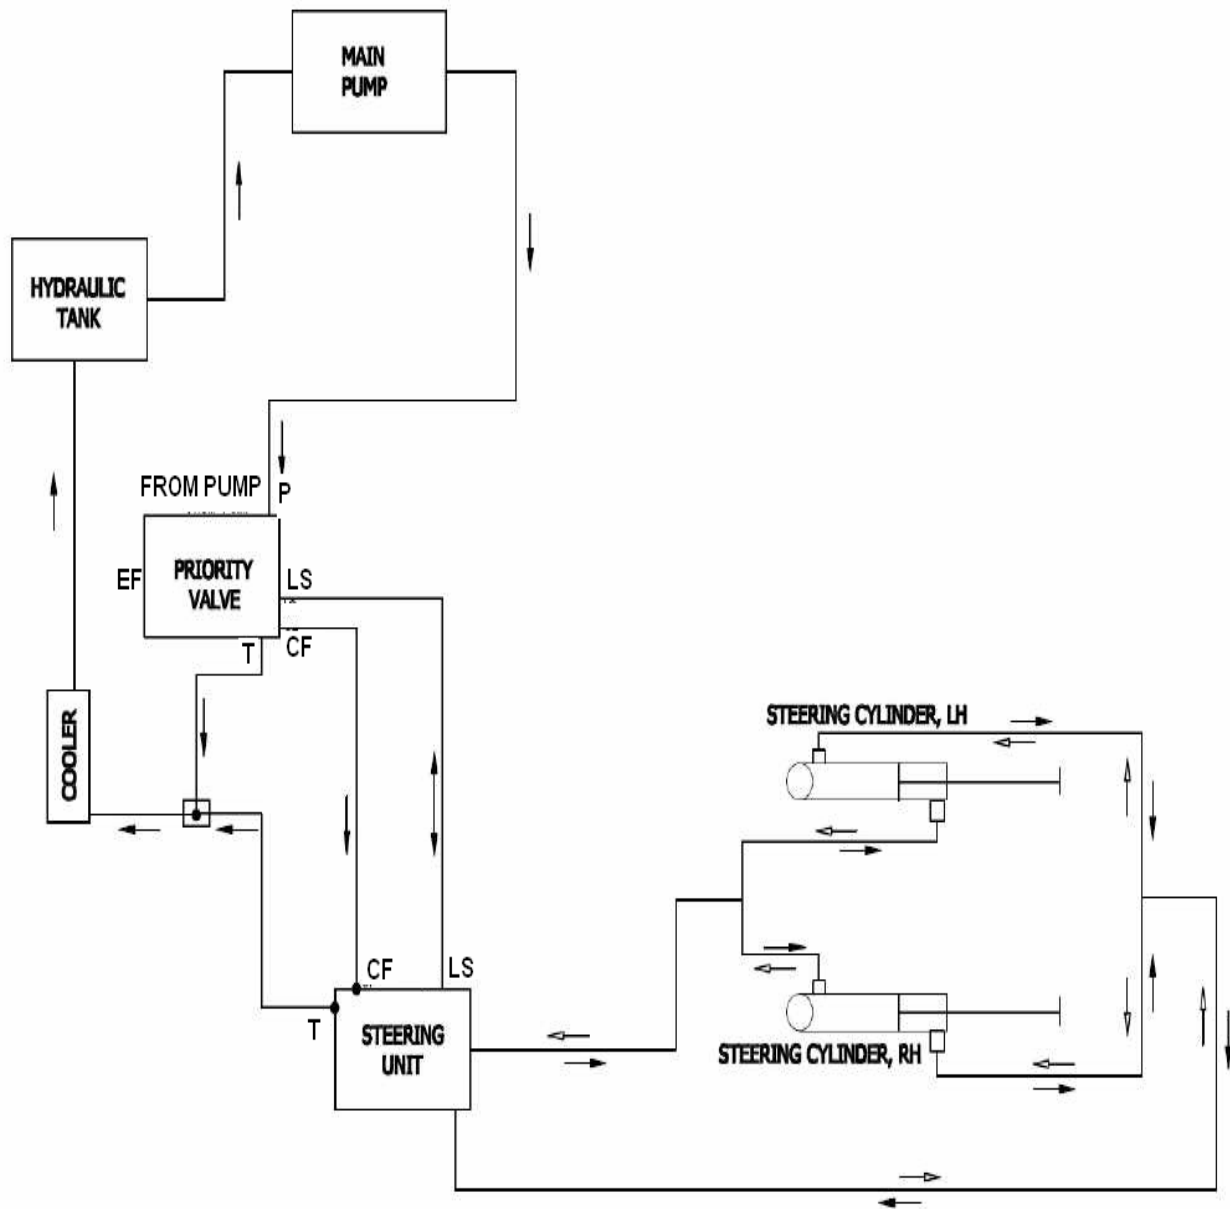 MAIN
PUMP
HYDRAULIC
TANK
FROM PUMP P
EF
PRIORITY
VALVE
LS
CF
T
COOLER
STEERING CYLINDER, LH
CF
LS
T
STEERING
UNIT
STEERING CYLINDER, RH